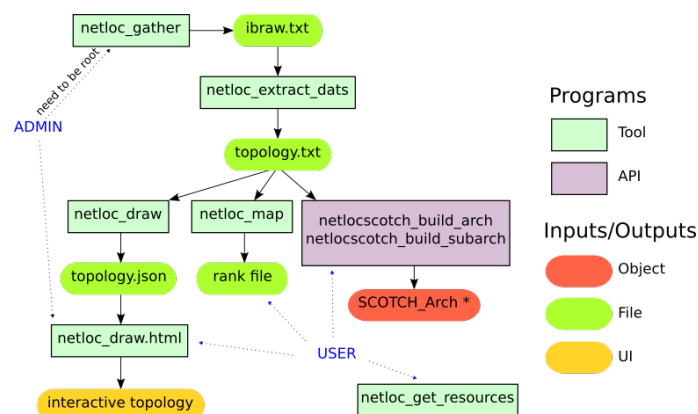 netloc_gather
ibraw.txt
need to be root
netloc_extract_dats
ADMIN
topology.txt
netloc_draw
netloc_map
netlocscotch_build_arch
netlocscotch_build_subarch
topology.json
rank file
SCOTCH_Arch *
netloc_draw.html
USER
interactive topology
netloc_get_resources
Programs
Tool
API
Inputs/Outputs
Object
File
UI